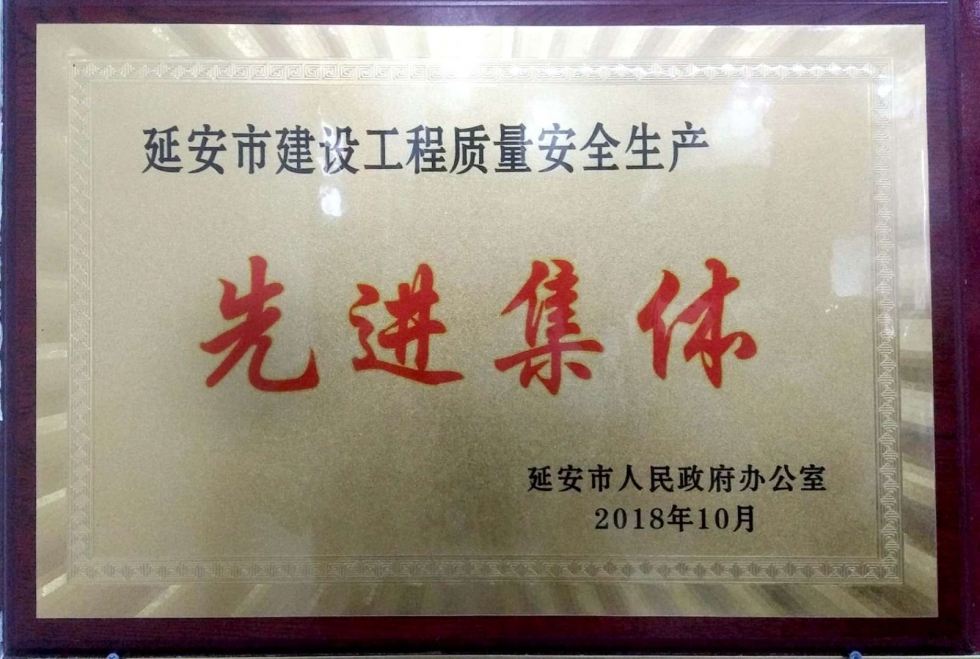 延安市建设工程质量安全生产
先进集体
延安市人民政府办公室
2018年10月